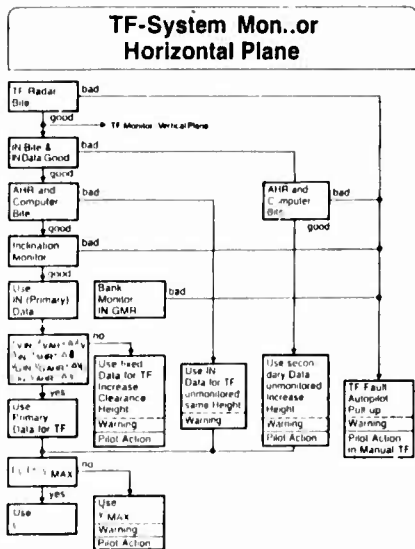 TF-System Mon..or
Horizontal Plane
TF Radar
Bite
bad
good
TF Monitor Vertical Plane
IN Bite &
IN Data Good
bad
good
AHR and
Computer
Bite
bad
AHR and
Bite
bad
good
good
Inclination
Monitor
bad
good
Use
IN (Primary)
Data
Bank
Monitor
IN GMR
bad
no
yes
Use fixed
Data for TF
Increase
Clearance
Height
Warning
Pilot Action
Use IN
Data for TF
unmonitored
same Height
Warning
Use secon
dary Data
unmonitored
Increase
Height
Warning
Pilot Action
TF Fault
Autopilot
Pull up
Warning
Pilot Action
in Manual TF
Use
Primary
Data for TF
MAX
no
yes
Use
Use
γ MAX
Warning
Pilot Action